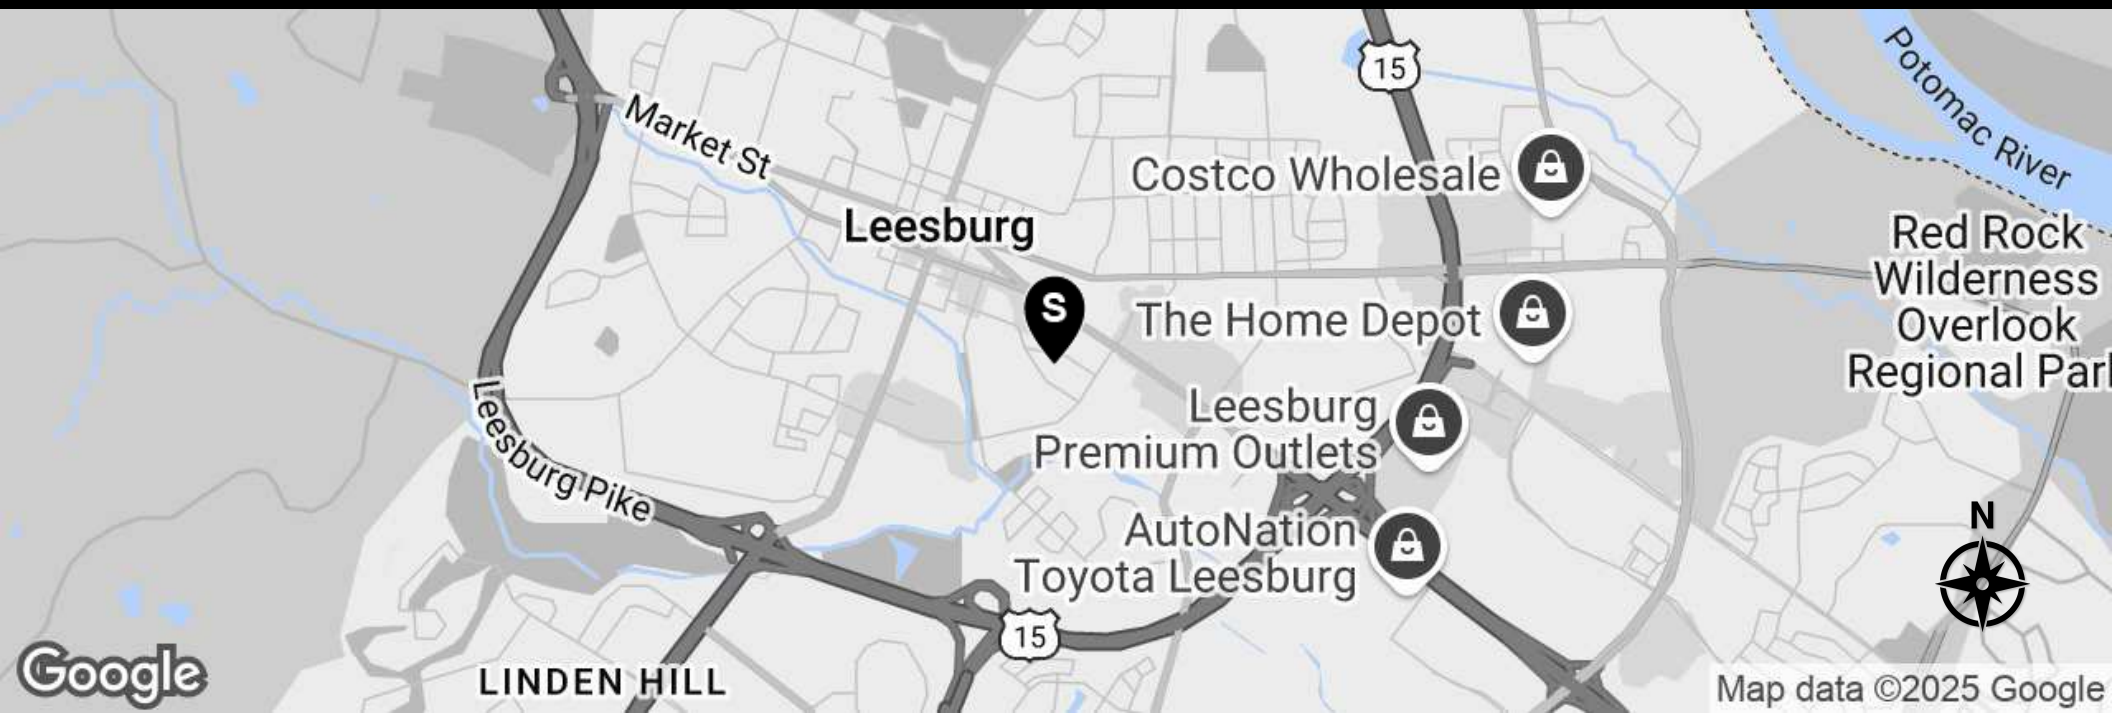 15
Potomac River
Market St
Costco Wholesale
Leesburg
Red Rock
Wilderness
Overlook
Regional Par
S
The Home Depot
Leesburg
Premium Outlets
Leesburg Pike
AutoNation
Toyota Leesburg
N
15
LINDEN HILL
Google
Map data ©2025 Google